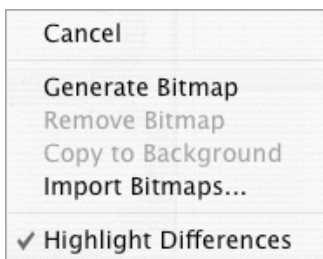 Cancel
Generate Bitmap
Remove Bitmap
Copy to Background
Import Bitmaps...
✓ Highlight Differences